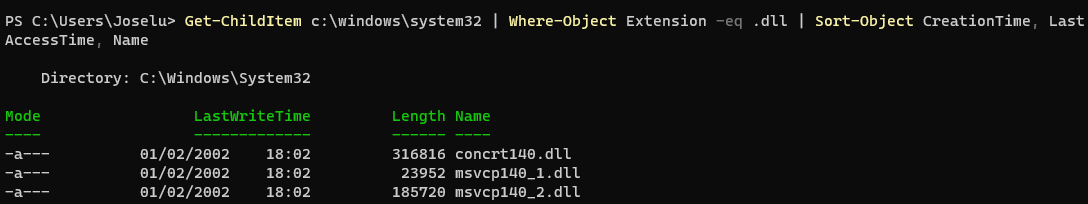 PS C:\Users\Joselu> Get-ChildItem c:\windows\system32 | Where-Object Extension -eq .dll | Sort-Object CreationTime, Last
AccessTime, Name
Directory: C:\Windows\System32
Mode LastWriteTime Length Name
---- ------------- ------ ----
-a--- 01/02/2002 18:02 316816 concrt140.dll
-a--- 01/02/2002 18:02 23952 msvcp140_1.dll
-a--- 01/02/2002 18:02 185720 msvcp140_2.dll